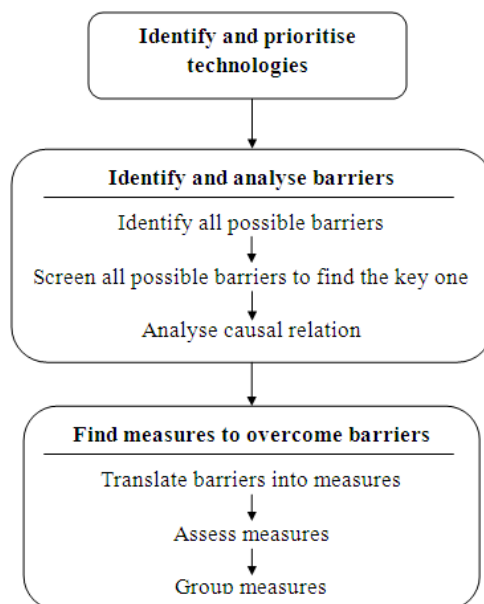 Identify and prioritise
technologies
Identify and analyse barriers
Identify all possible barriers
Screen all possible barriers to find the key one
Analyse causal relation
Find measures to overcome barriers
Translate barriers into measures
Assess measures
Group measures